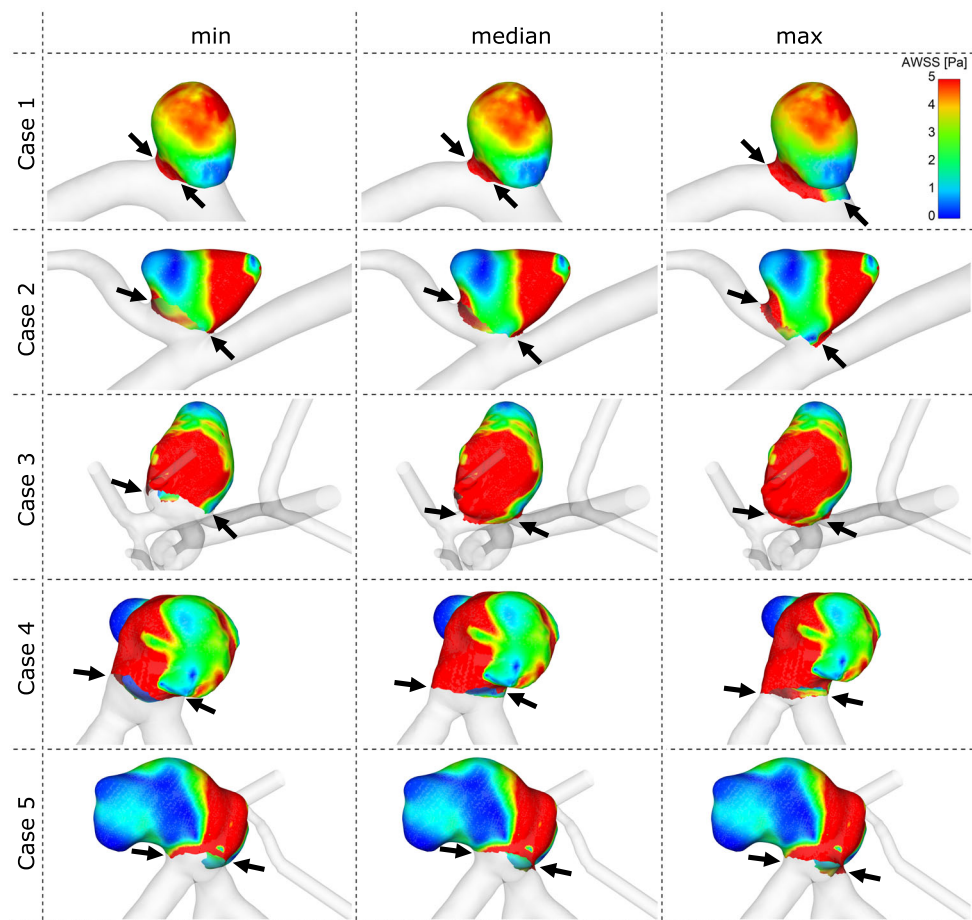 min median max
AWSS [Pa]
5
4
3
2
1
0
Case 1
Case 2
Case 3
Case 4
Case 5